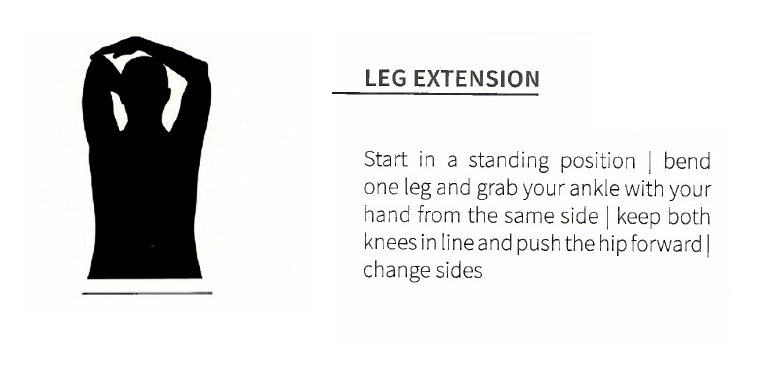 LEG EXTENSION
Start in a standing position | bend
one leg and grab your ankle with your
hand from the same side | keep both
knees in line and push the hip forward |
change sides